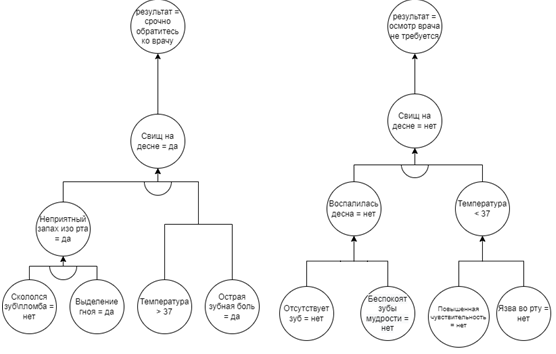 результат =
срочно
обратитесь
ко врачу
результат =
осмотр врача
не требуется
Свищ на
десне = да
Свищ на
десне = нет
Неприятный
запах изо рта
= да
Воспалилась
десна = нет
Температура
< 37
Скололся
зуб\пломба =
нет
Выделение
гноя = да
Температура
> 37
Острая
зубная боль =
да
Отсутствует
зуб = нет
Беспокоят
зубы
мудрости =
нет
Повышенная
чувствительность
= нет
Язва во рту =
нет